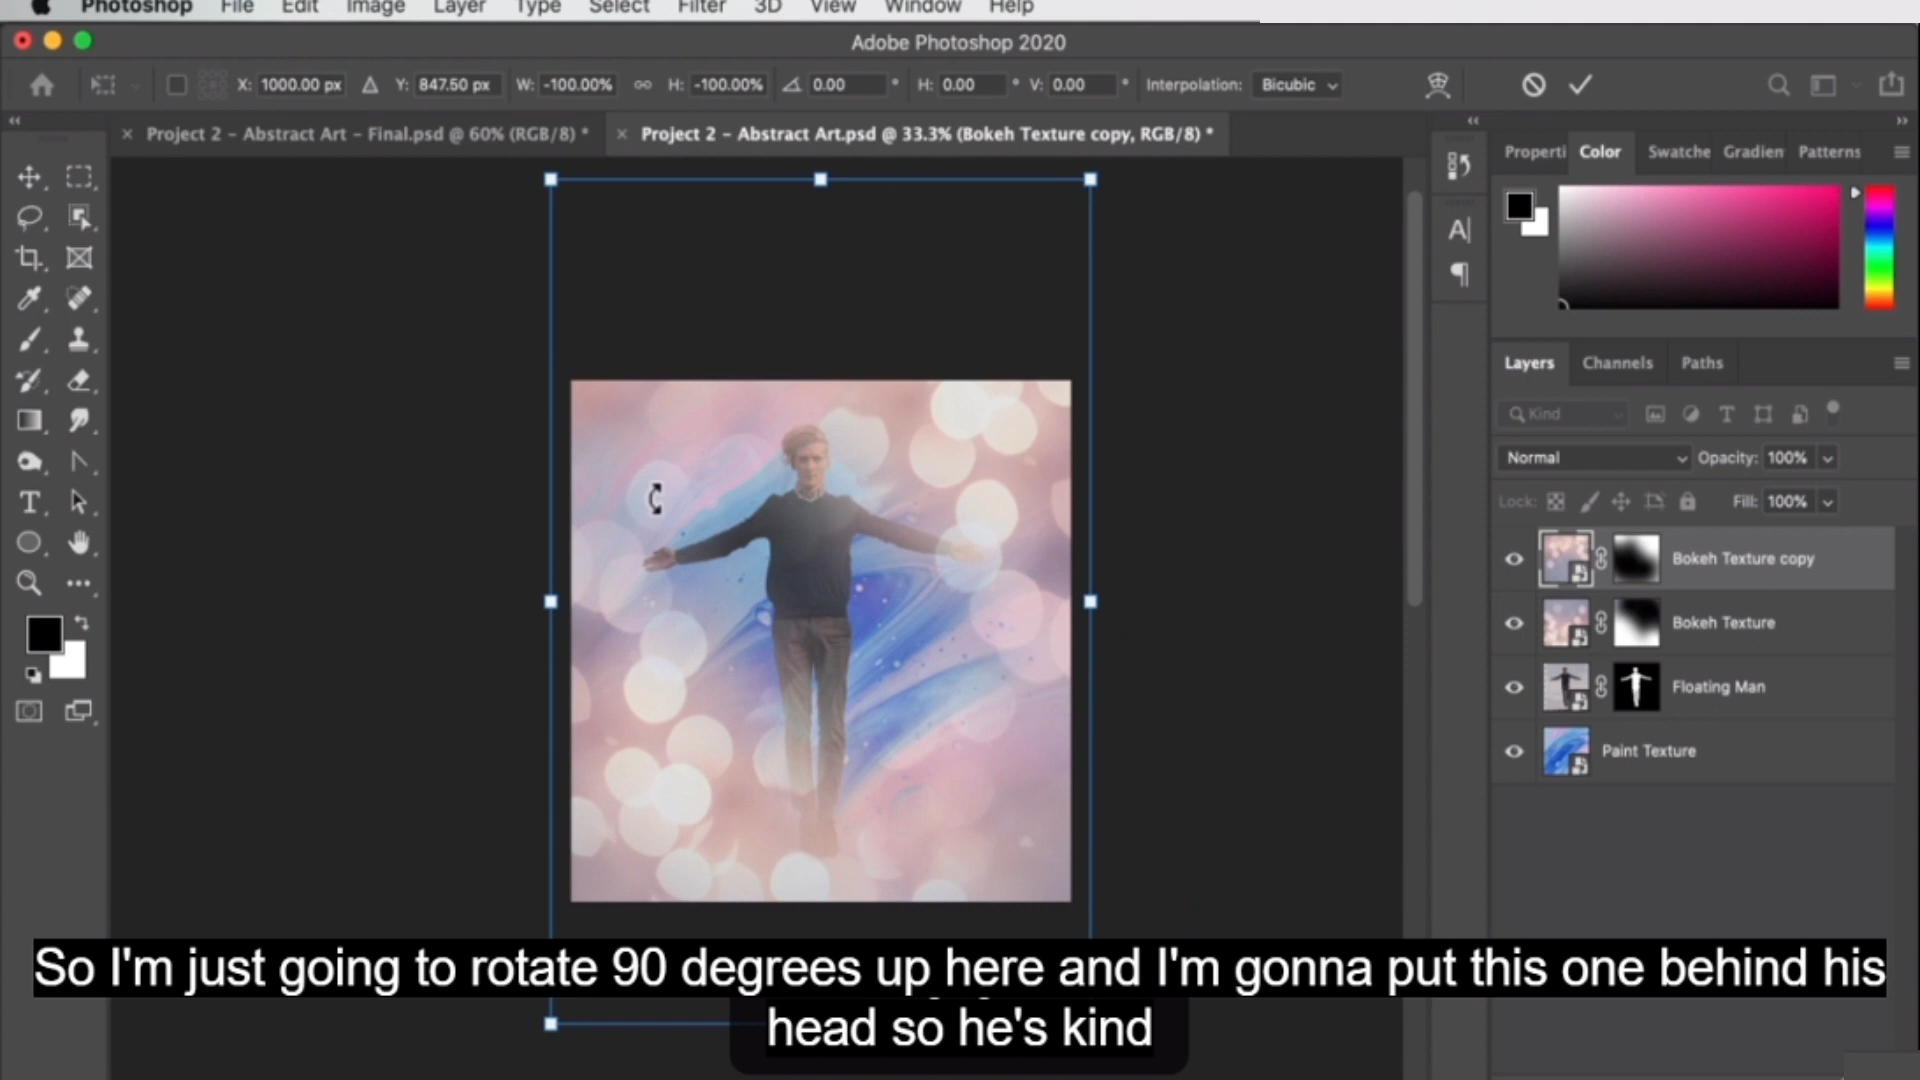 Photoshop File Edit Image Layer Type Select Filter 3D View Window Help
Adobe Photoshop 2020
X: 1000.00 px Y: 847.50 px W: -100.00% H: -100.00% 0.00 ° H: 0.00 ° V: 0.00 ° Interpolation: Bicubic
× Project 2 - Abstract Art - Final.psd @ 60% (RGB/8) * × Project 2 - Abstract Art.psd @ 33.3% (Bokeh Texture copy, RGB/8) *
Properti Color Swatche Gradien Patterns
Layers Channels Paths
Kind
Normal Opacity: 100%
Lock: Fill: 100%
Bokeh Texture copy
Bokeh Texture
Floating Man
Paint Texture
So I'm just going to rotate 90 degrees up here and I'm gonna put this one behind his
head so he's kind